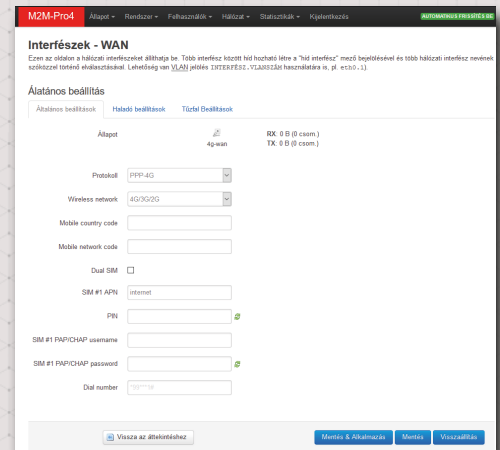 M2M-Pro4 Állapot Rendszer Felhasználók Hálózat Statisztikák Kijelentkezés AUTOMATIKUS FRISSÍTÉS BE
Interfészek - WAN
Ezen az oldalon a hálózati interfészeket állíthatja be. Több interfész között híd hozható létre a "híd interfész" mező bejelölésével és több hálózati interfész nevének
szóközzel történő elválasztásával. Lehetőség van VLAN jelölés INTERFÉSZ.VLANSZÁM használatára is, pl. eth0.1).
Álatános beállítás
Általános beállítások Haladó beállítások Tűzfal Beállítások
Állapot
4g-wan
RX: 0 B (0 csom.)
TX: 0 B (0 csom.)
Protokoll PPP-4G
Wireless network 4G/3G/2G
Mobile country code
Mobile network code
Dual SIM
SIM #1 APN internet
PIN
SIM #1 PAP/CHAP username
SIM #1 PAP/CHAP password
Dial number
Vissza az áttekintéshez Mentés & Alkalmazás Mentés Visszaállítás